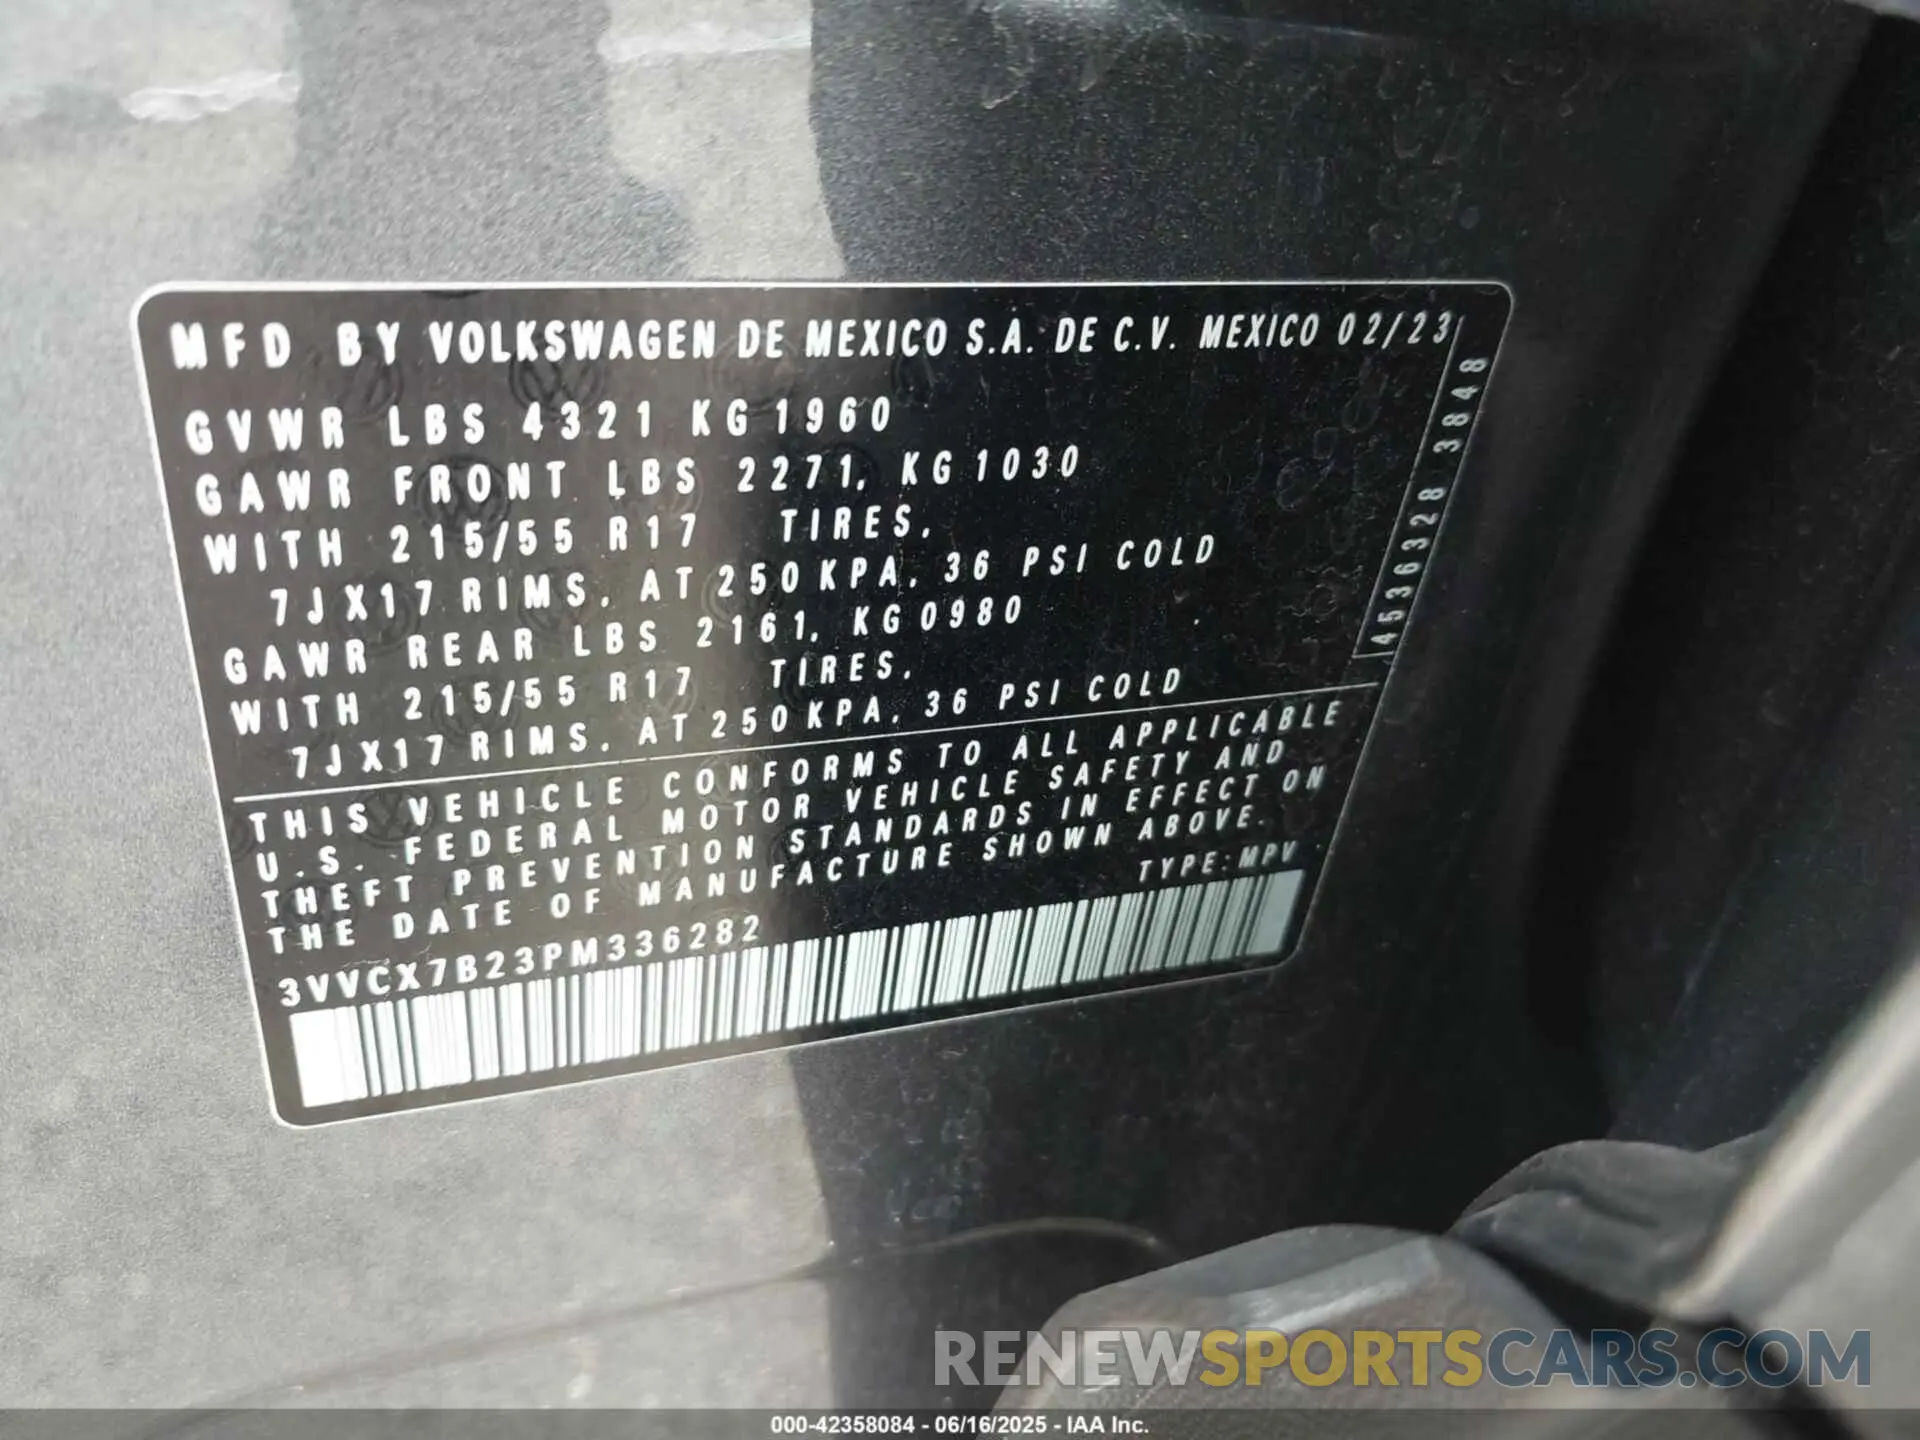 MFD BY VOLKSWAGEN DE MEXICO S.A. DE C.V. MEXICO 02/23
GVWR LBS 4321 KG 1960
GAWR FRONT LBS 2271, KG 1030
WITH 215/55 R17 TIRES,
7JX17 RIMS, AT 250 KPA, 36 PSI COLD
GAWR REAR LBS 2161, KG 0980
WITH 215/55 R17 TIRES,
7JX17 RIMS, AT 250 KPA, 36 PSI COLD
4536328 3848
THIS VEHICLE CONFORMS TO ALL APPLICABLE
U.S. FEDERAL MOTOR VEHICLE SAFETY AND
THEFT PREVENTION STANDARDS IN EFFECT ON
THE DATE OF MANUFACTURE SHOWN ABOVE.
TYPE: MPV
3VVCX7B23PM336282
RENEWSPORTSCARS.COM
000-42358084 - 06/16/2025 - IAA Inc.